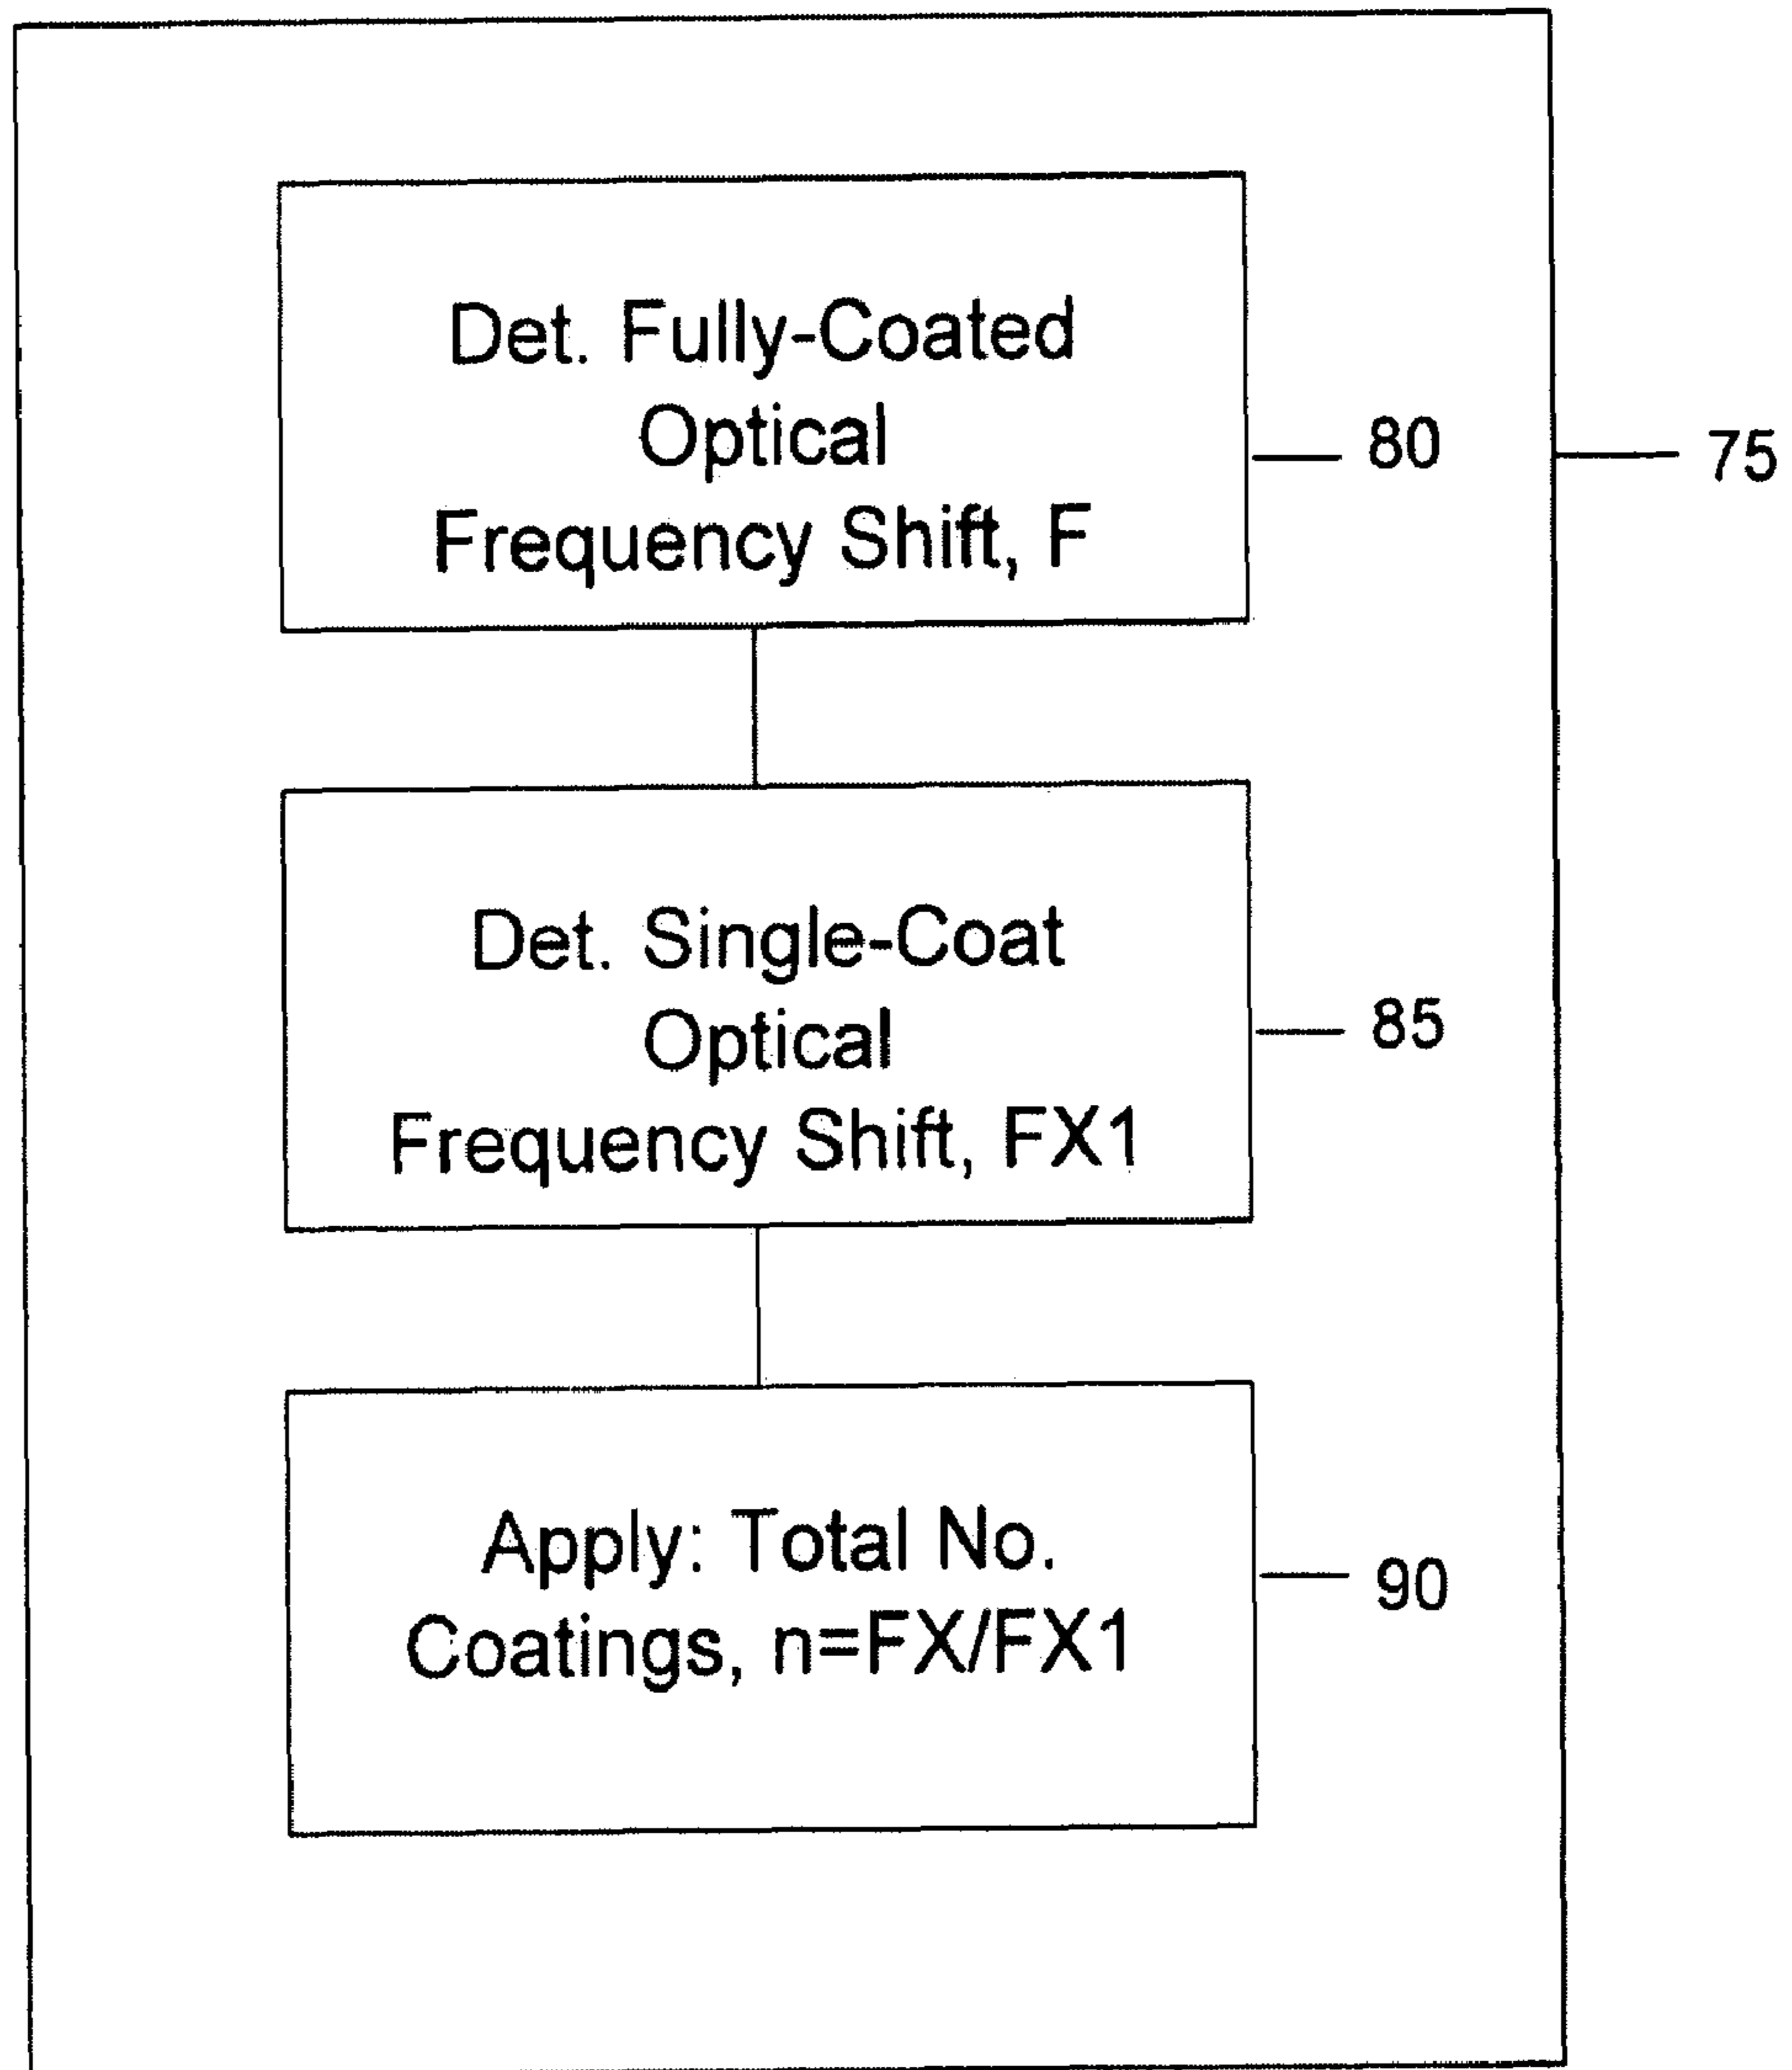 Det. Fully-Coated
Optical
Frequency Shift, F
80
75
Det. Single-Coat
Optical
Frequency Shift, FX1
85
Apply: Total No.
Coatings, n=FX/FX1
90